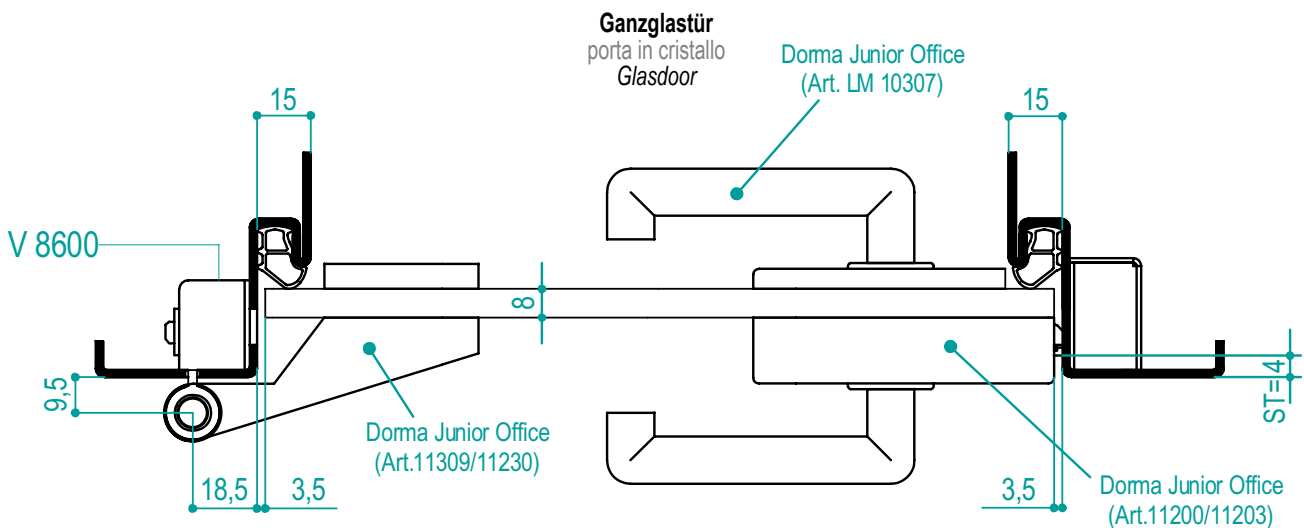 Ganzglastür
porta in cristallo
Glasdoor
Dorma Junior Office
(Art. LM 10307)
15
15
V 8600
8
9,5
ST= 4
Dorma Junior Office
(Art.11309/11230)
18,5
3,5
3,5
Dorma Junior Office
(Art.11200/11203)